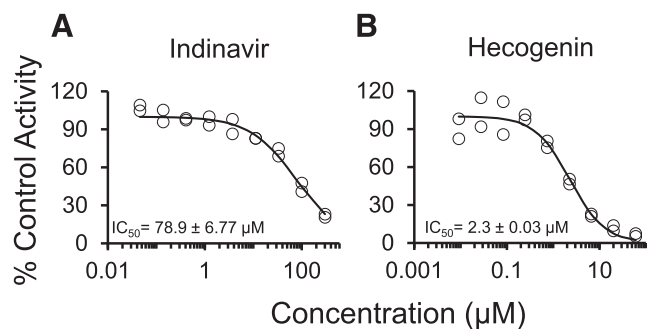 A
B
Indinavir
Hecogenin
% Control Activity
120
90
60
30
0
IC50= 78.9 ± 6.77 µM
0.01
1
100
120
90
60
30
0
IC50= 2.3 ± 0.03 µM
0.001
0.1
10
Concentration (µM)